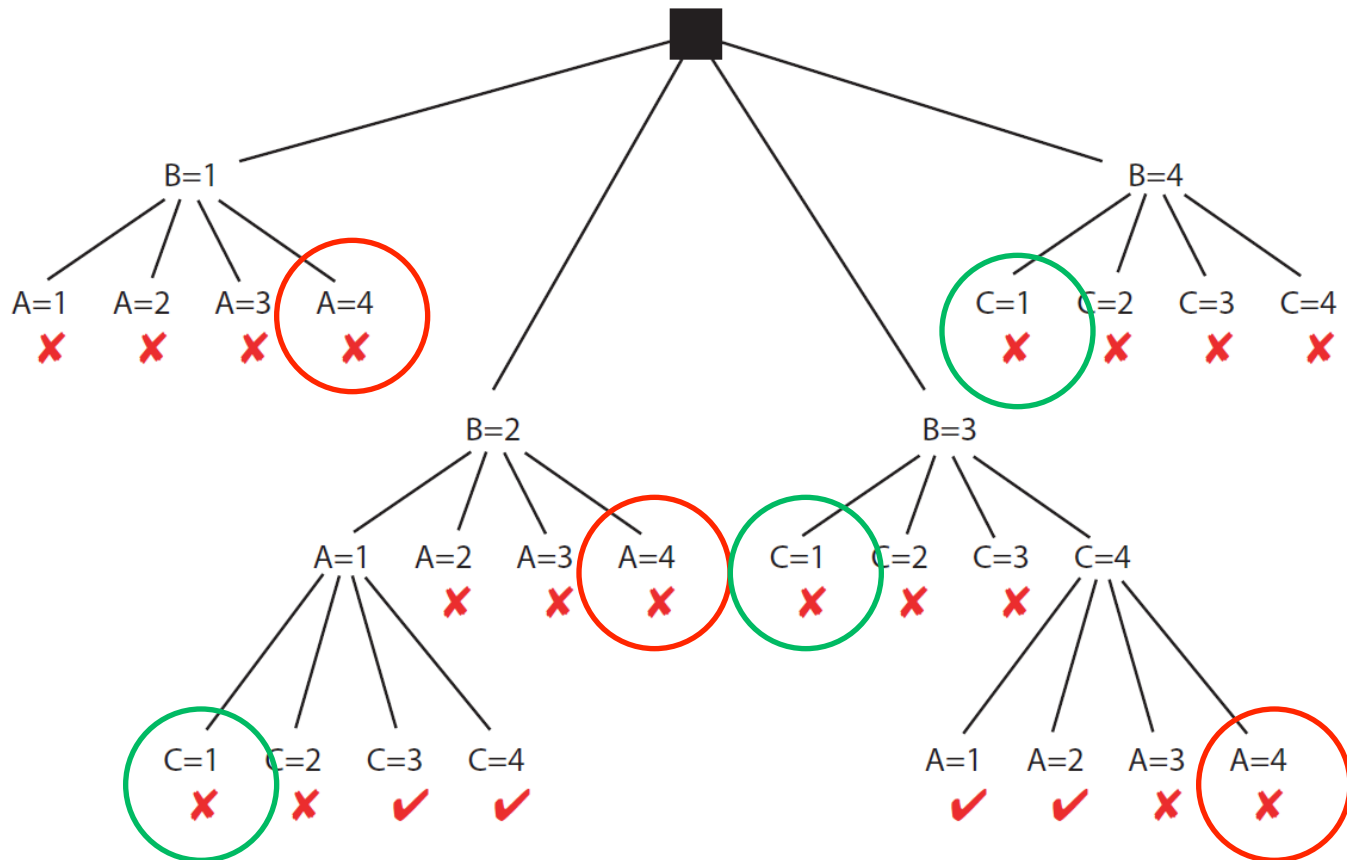 B=1
B=4
A=1 A=2 A=3 A=4
C=1 C=2 C=3 C=4
✘ ✘ ✘ ✘
✘ ✘ ✘ ✘
B=2
B=3
A=1 A=2 A=3 A=4
C=1 C=2 C=3 C=4
✘ ✘ ✘
✘ ✘ ✘
C=1 C=2 C=3 C=4
A=1 A=2 A=3 A=4
✘ ✘ ✔ ✔
✔ ✔ ✘ ✘